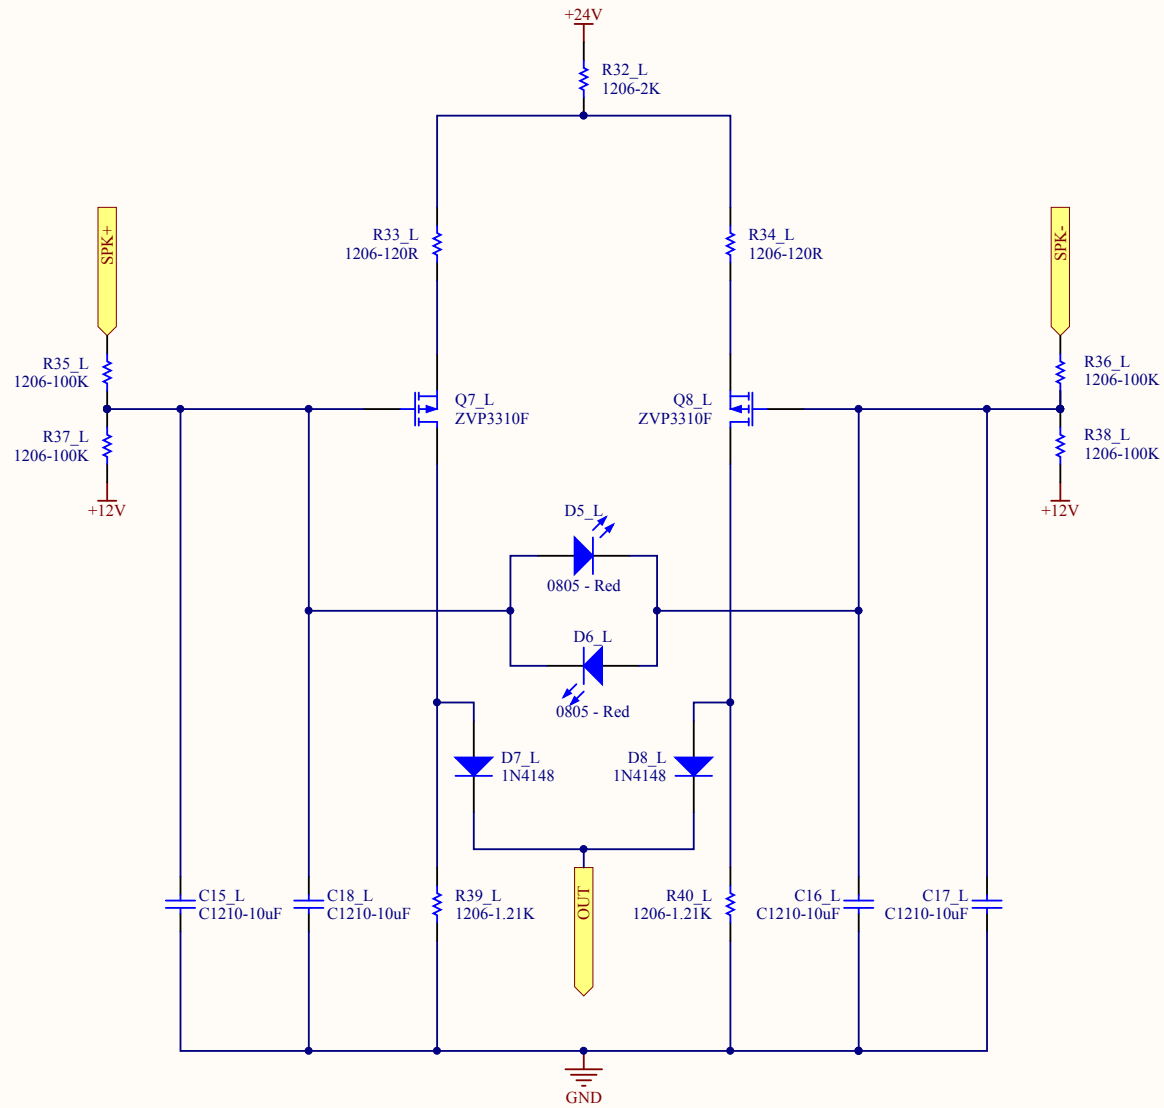 +24V
R32_L
1206-2K
SPK+
R33_L
1206-120R
R34_L
1206-120R
SPK-
R35_L
1206-100K
R36_L
1206-100K
Q7_L
ZVP3310F
Q8_L
ZVP3310F
R37_L
1206-100K
R38_L
1206-100K
+12V
+12V
D5_L
0805 - Red
D6_L
0805 - Red
D7_L
1N4148
D8_L
1N4148
C15_L
C1210-10uF
C18_L
C1210-10uF
R39_L
1206-1.21K
OUT
R40_L
1206-1.21K
C16_L
C1210-10uF
C17_L
C1210-10uF
GND